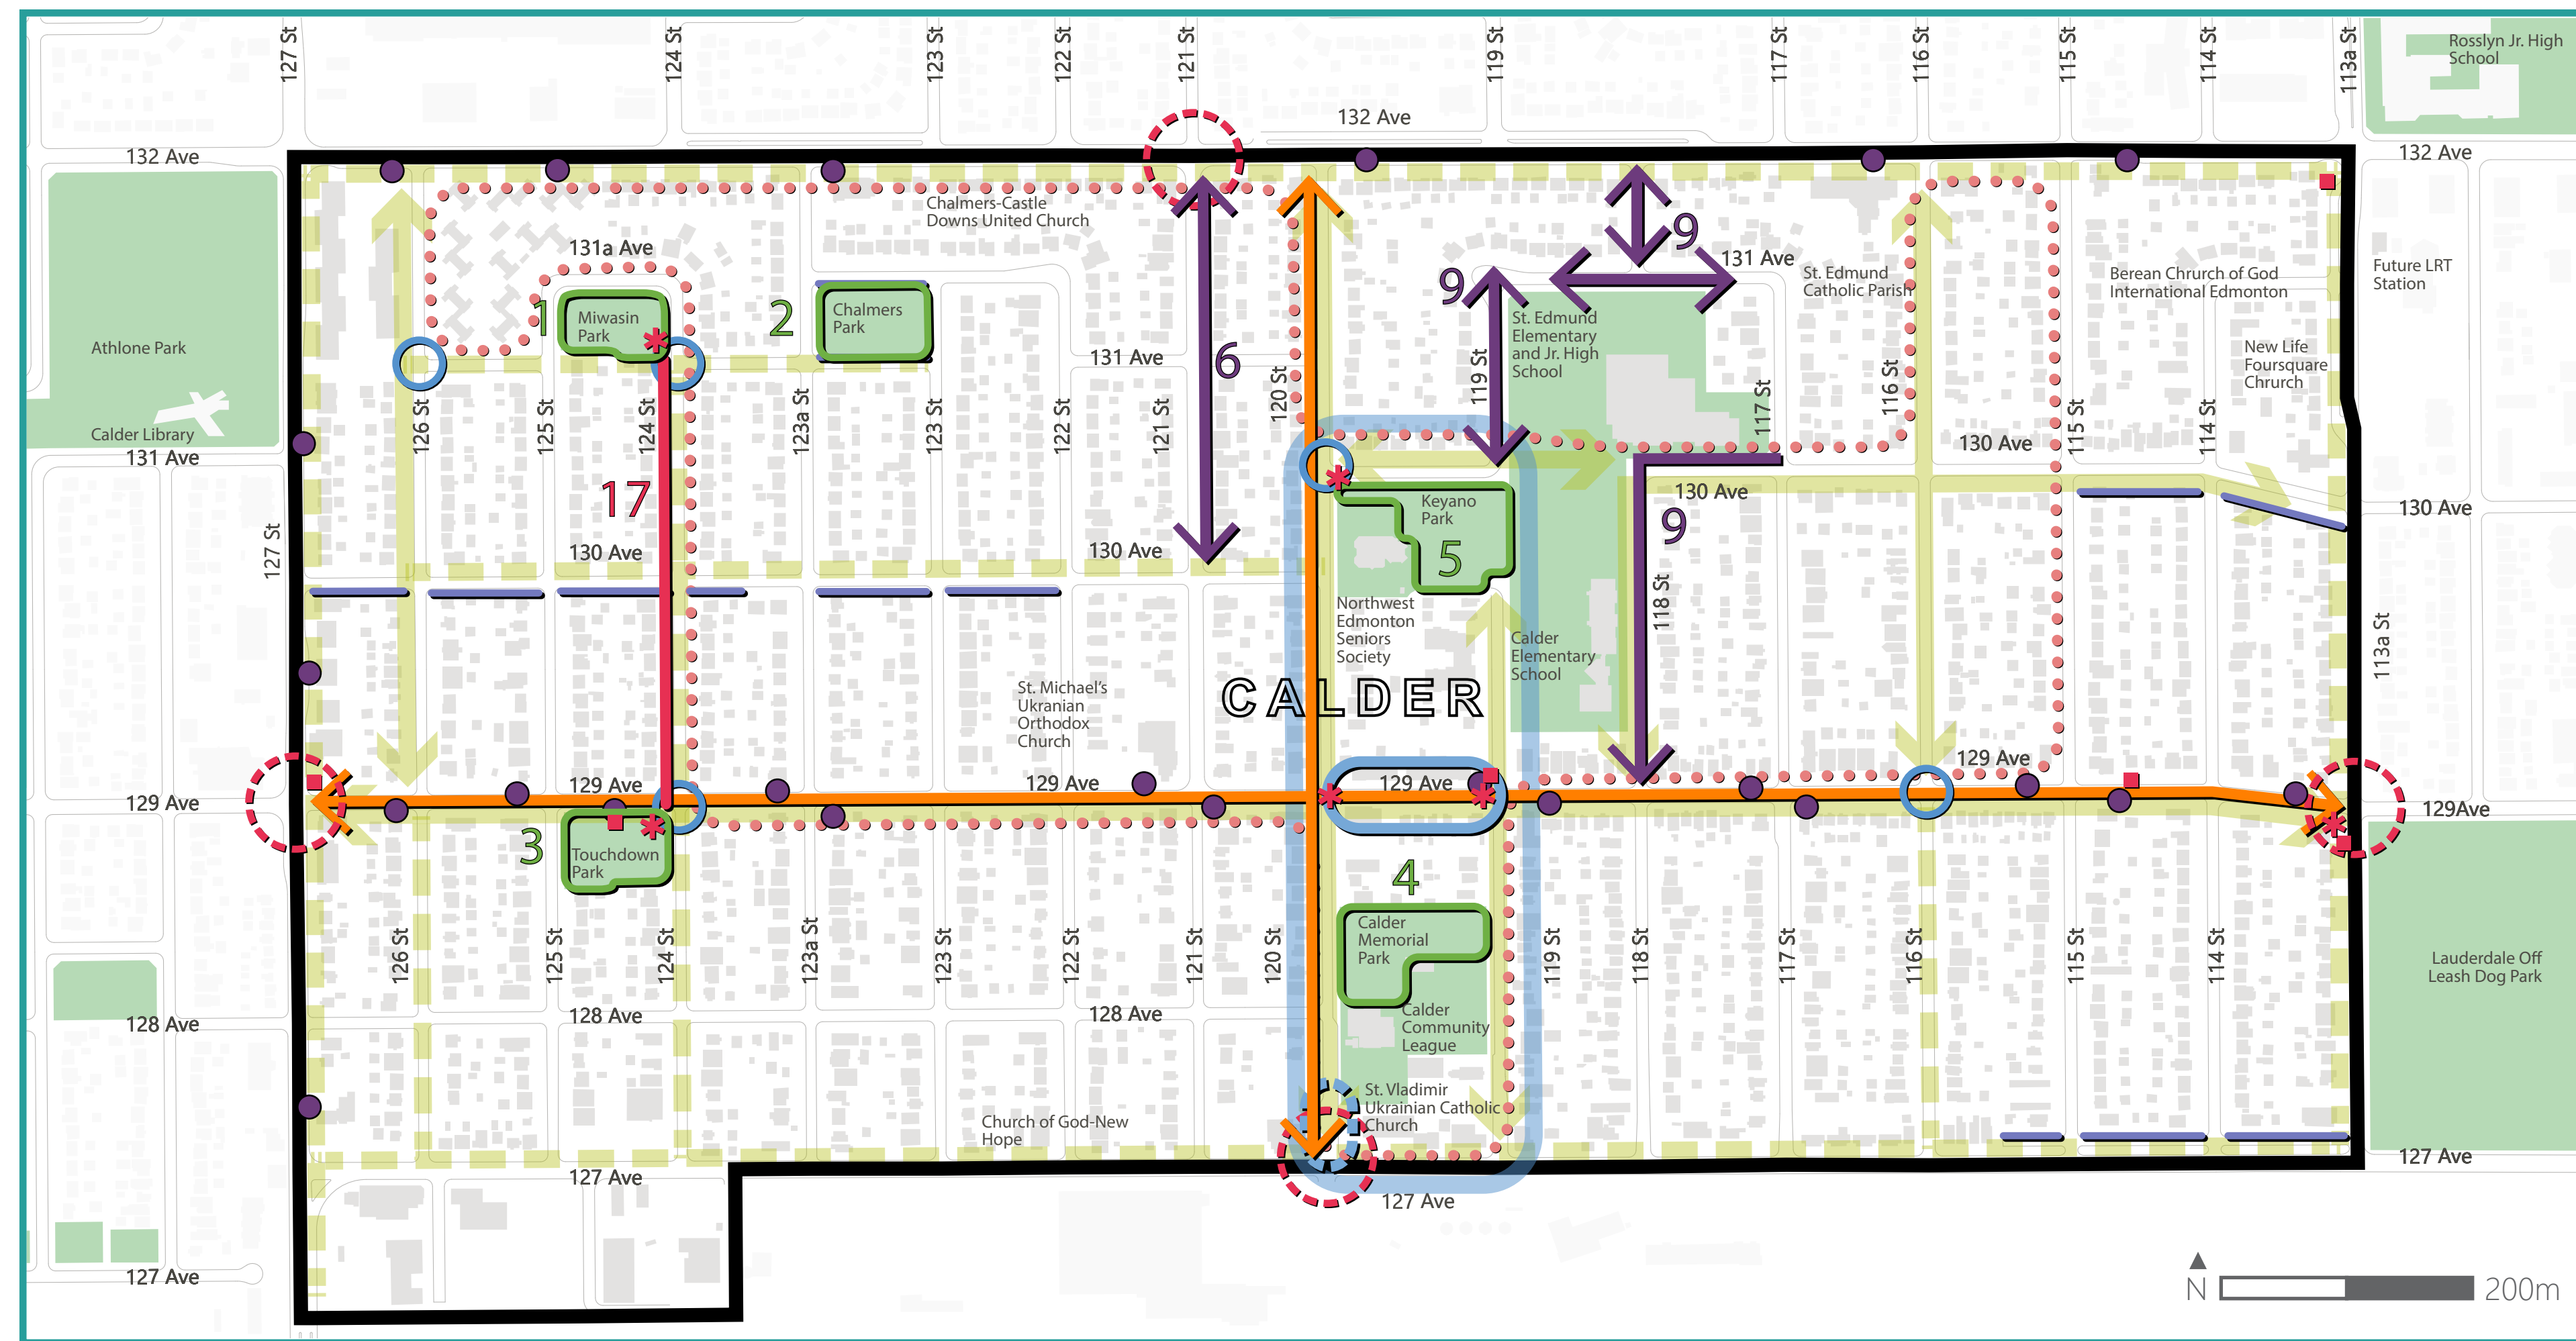 127 St
124 St
123 St
122 St
121 St
119 St
117 St
116 St
115 St
114 St
113a St
Rosslyn Jr. High
School
132 Ave
132 Ave
132 Ave
Chalmers-Castle
Downs United Church
131a Ave
9
131 Ave
St. Edmund
Catholic Parish
Berean Church of God
International Edmonton
Future LRT
Station
9
1
Miwasin
Park
2
Chalmers
Park
St. Edmund
Elementary
and Jr. High
School
Athlone Park
131 Ave
6
New Life
Foursquare
Chrurch
120 St
119 St
116 St
117 St
Calder Library
131 Ave
126 St
125 St
124 St
123a St
123 St
122 St
121 St
130 Ave
115 St
114 St
17
Keyano
Park
130 Ave
130 Ave
9
127 St
130 Ave
130 Ave
5
118 St
Northwest
Edmonton
Seniors
Society
Calder
Elementary
School
113a St
St. Michael's
Ukranian
Orthodox
Church
CALDER
129 Ave
129 Ave
129 Ave
129 Ave
129 Ave
129Ave
3
Touchdown
Park
4
Calder
Memorial
Park
126 St
125 St
124 St
123a St
123 St
122 St
121 St
120 St
119 St
118 St
117 St
116 St
115 St
114 St
Lauderdale Off
Leash Dog Park
128 Ave
128 Ave
128 Ave
Calder
Community
League
St. Vladimir
Ukrainian Catholic
Church
Church of God-New
Hope
127 Ave
127 Ave
127 Ave
127 Ave
N
200m